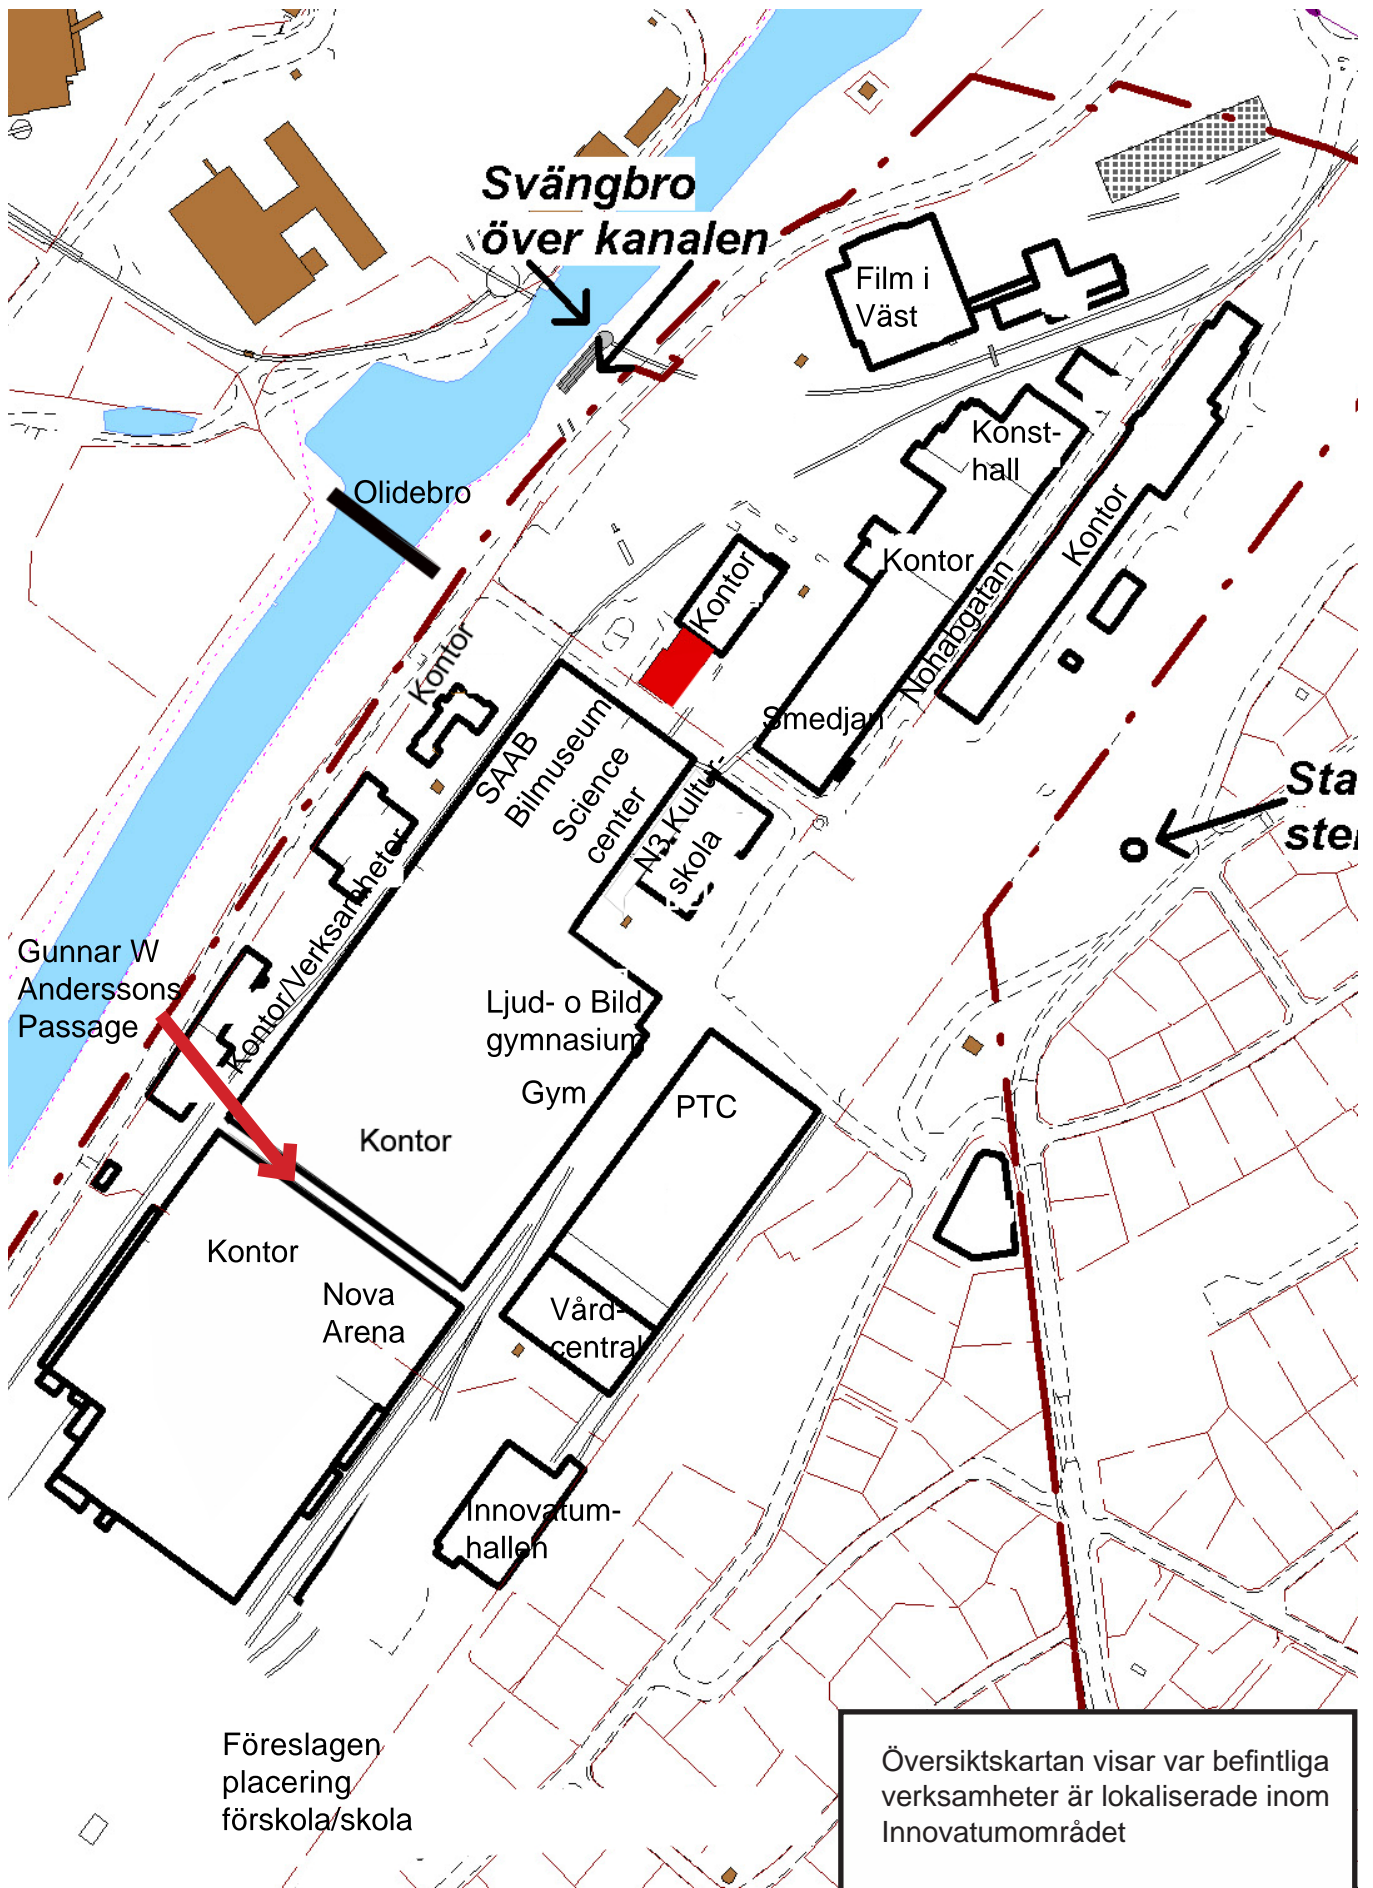 Svängbro
över kanalen
Film i
Väst
Konst-
hall
Olidebro
Kontor
Kontor
Kontor
Nohabgatan
Kontor
Smedjan
SAAB
Bilmuseum
Science
center
N3 Kultur-
skola
Kontor/Verksamheter
Gunnar W
Anderssons
Passage
Ljud- o Bild
gymnasium
Gym
PTC
Kontor
Kontor
Nova
Arena
Vård-
central
Innovatum-
hallen
Föreslagen
placering
förskola/skola
Översiktskartan visar var befintliga
verksamheter är lokaliserade inom
Innovatumområdet